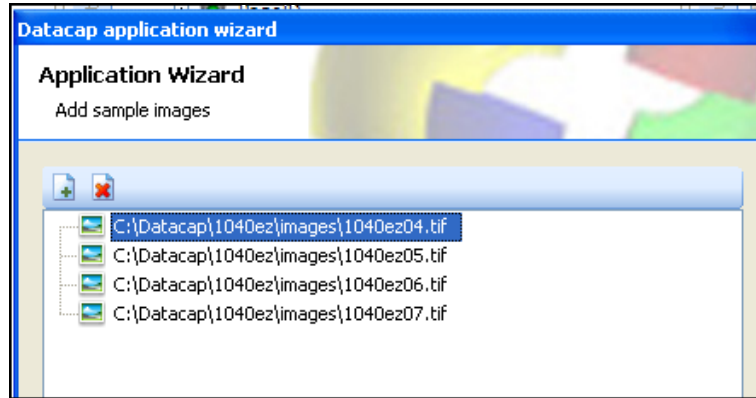 Datacap application wizard
Application Wizard
Add sample images
C:\Datacap\1040ez\images\1040ez04.tif
C:\Datacap\1040ez\images\1040ez05.tif
C:\Datacap\1040ez\images\1040ez06.tif
C:\Datacap\1040ez\images\1040ez07.tif